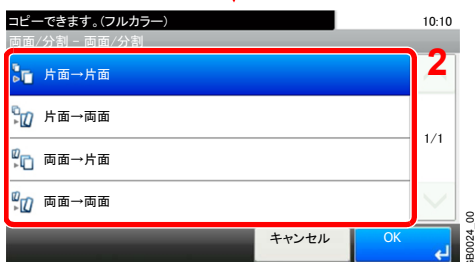 コピーできます。(フルカラー)
10:10
両面/分割 - 両面/分割
2
片面→片面
片面→両面
1/1
両面→片面
両面→両面
キャンセル
OK
GB0024_00